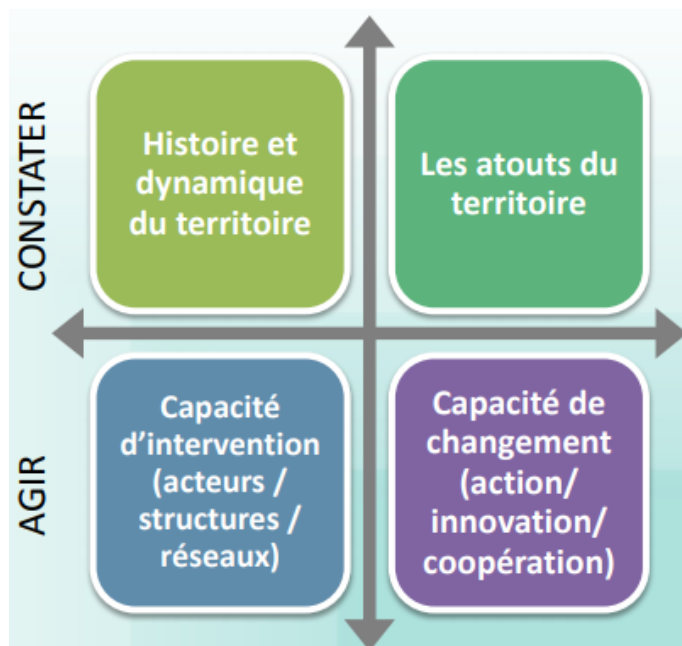 CONSTATER
Histoire et
dynamique
du territoire
Les atouts du
territoire
AGIR
Capacité
d’intervention
(acteurs /
structures /
réseaux)
Capacité de
changement
(action/
innovation/
coopération)